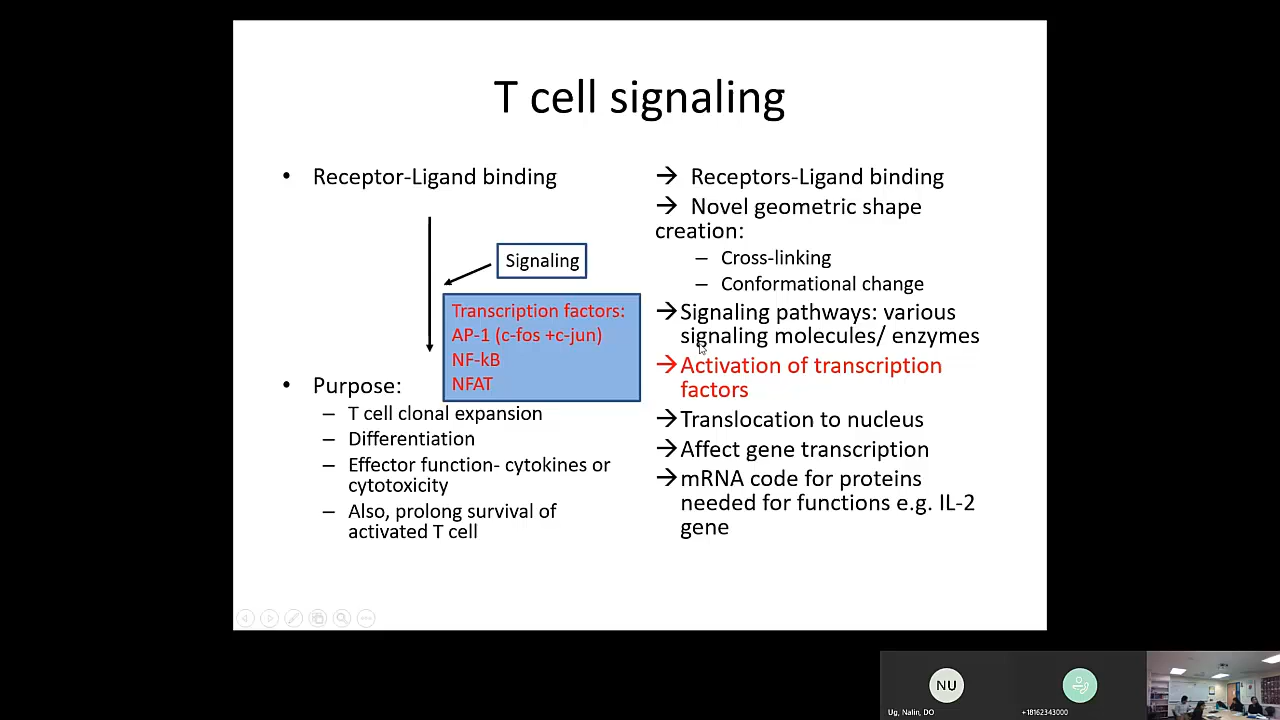 T cell signaling
• Receptor-Ligand binding
Signaling
Transcription factors:
AP-1 (c-fos +c-jun)
NF-kB
NFAT
• Purpose:
– T cell clonal expansion
– Differentiation
– Effector function- cytokines or
cytotoxicity
– Also, prolong survival of
activated T cell
→ Receptors-Ligand binding
→ Novel geometric shape
creation:
– Cross-linking
– Conformational change
→Signaling pathways: various
signaling molecules/ enzymes
→Activation of transcription
factors
→Translocation to nucleus
→Affect gene transcription
→mRNA code for proteins
needed for functions e.g. IL-2
gene
NU
Ug, Nalin, DO
+18162343000